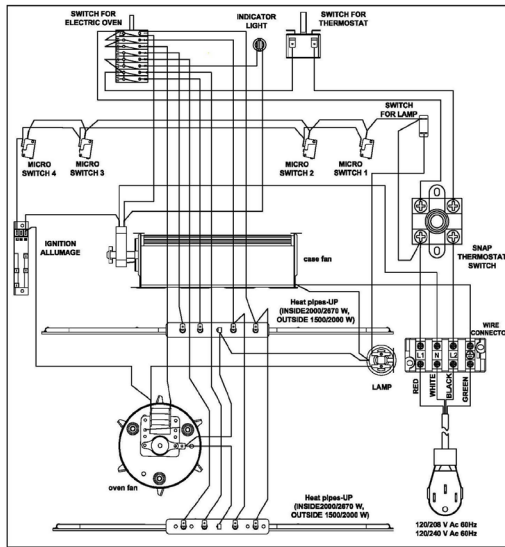 SWITCH FOR
ELECTRIC OVEN
INDICATOR
LIGHT
SWITCH FOR
THERMOSTAT
SWITCH
FOR LAMP
MICRO
SWITCH 4
MICRO
SWITCH 3
MICRO
SWITCH 2
MICRO
SWITCH 1
IGNITION
ALLUMAGE
case fan
SNAP
THERMOSTAT
SWITCH
Heat pipes-UP
(INSIDE2000/2670 W,
OUTSIDE 1500/2000 W)
WIRE
CONNECTO
L1
N
L2
LAMP
RED
WHITE
BLACK
GREEN
oven fan
Heat pipes-UP
(INSIDE2000/2670 W,
OUTSIDE 1500/2000 W)
120/208 V Ac 60Hz
120/240 V Ac 60Hz